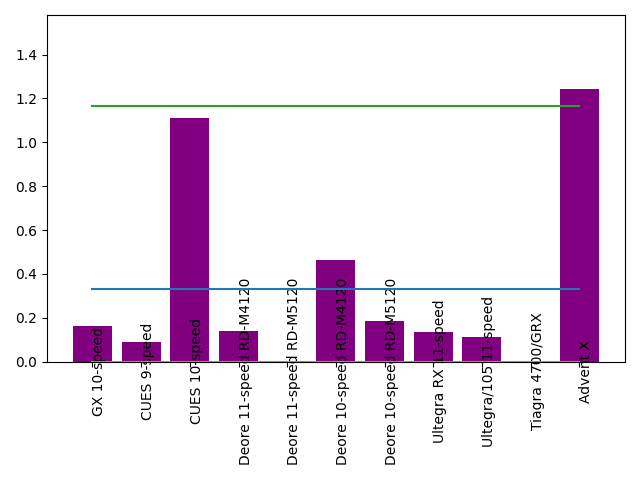 1.4
1.2
1.0
0.8
0.6
0.4
0.2
0.0
GX 10-speed
CUES 9-speed
CUES 10-speed
Deore 11-speed RD-M4120
Deore 11-speed RD-M5120
Deore 10-speed RD-M4120
Deore 10-speed RD-M5120
Ultegra RX 11-speed
Ultegra/105 11-speed
Tiagra 4700/GRX
Advent X